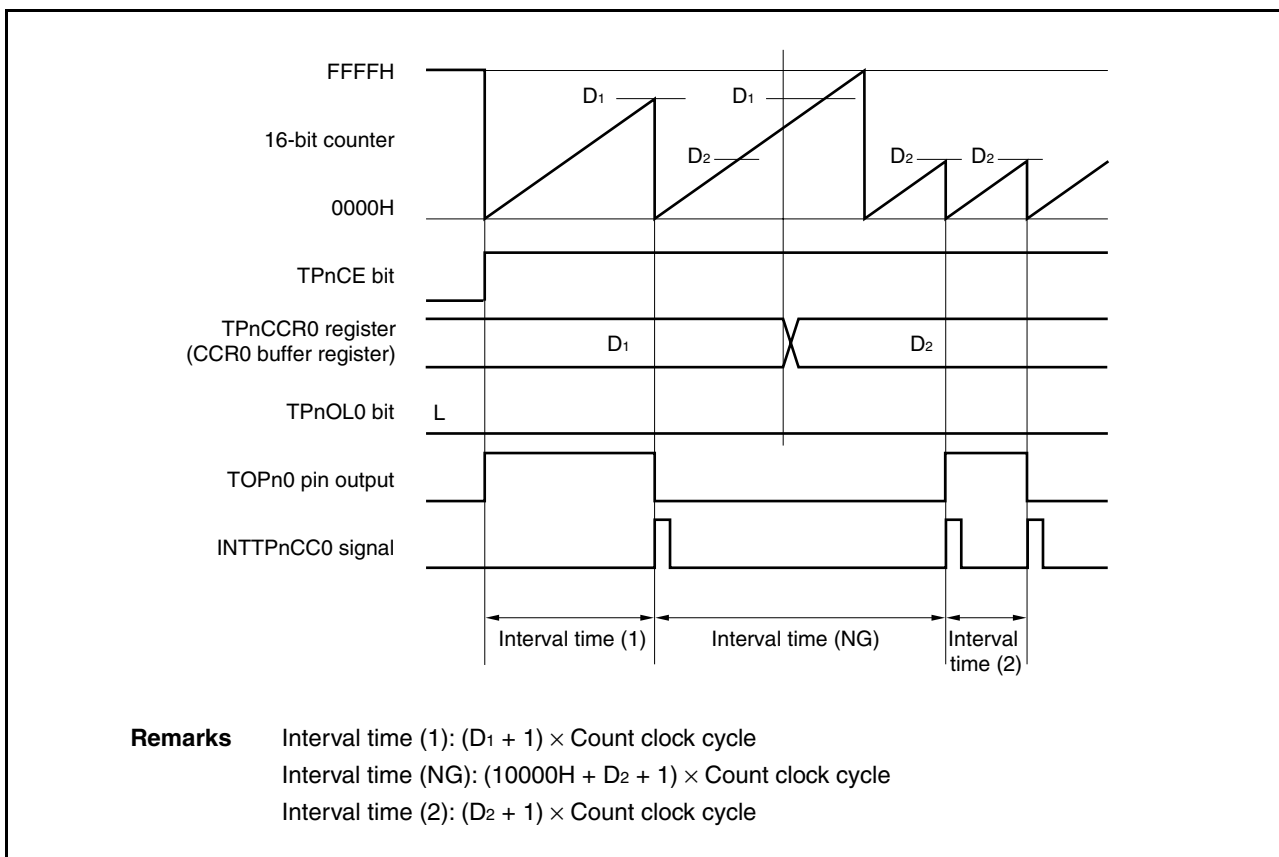 FFFFH
D1
D1
16-bit counter
D2
D2
D2
0000H
TPnCE bit
TPnCCR0 register
(CCR0 buffer register)
D1
D2
TPnOL0 bit
L
TOPn0 pin output
INTTPnCC0 signal
Interval time (1)
Interval time (NG)
Interval
time (2)
Remarks Interval time (1): (D1 + 1) × Count clock cycle
Interval time (NG): (10000H + D2 + 1) × Count clock cycle
Interval time (2): (D2 + 1) × Count clock cycle